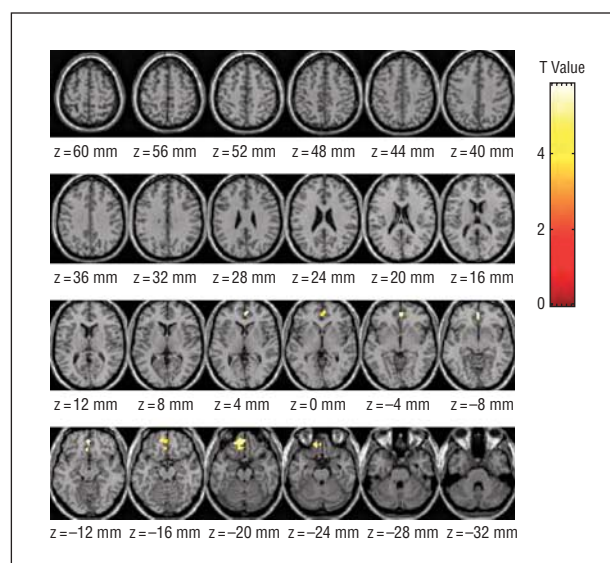 T Value
z=60 mm z=56 mm z=52 mm z=48 mm z=44 mm z=40 mm
4
z=36 mm z=32 mm z=28 mm z=24 mm z=20 mm z=16 mm
2
0
z=12 mm z=8 mm z=4 mm z=0 mm z=–4 mm z=–8 mm
z=–12 mm z=–16 mm z=–20 mm z=–24 mm z=–28 mm z=–32 mm